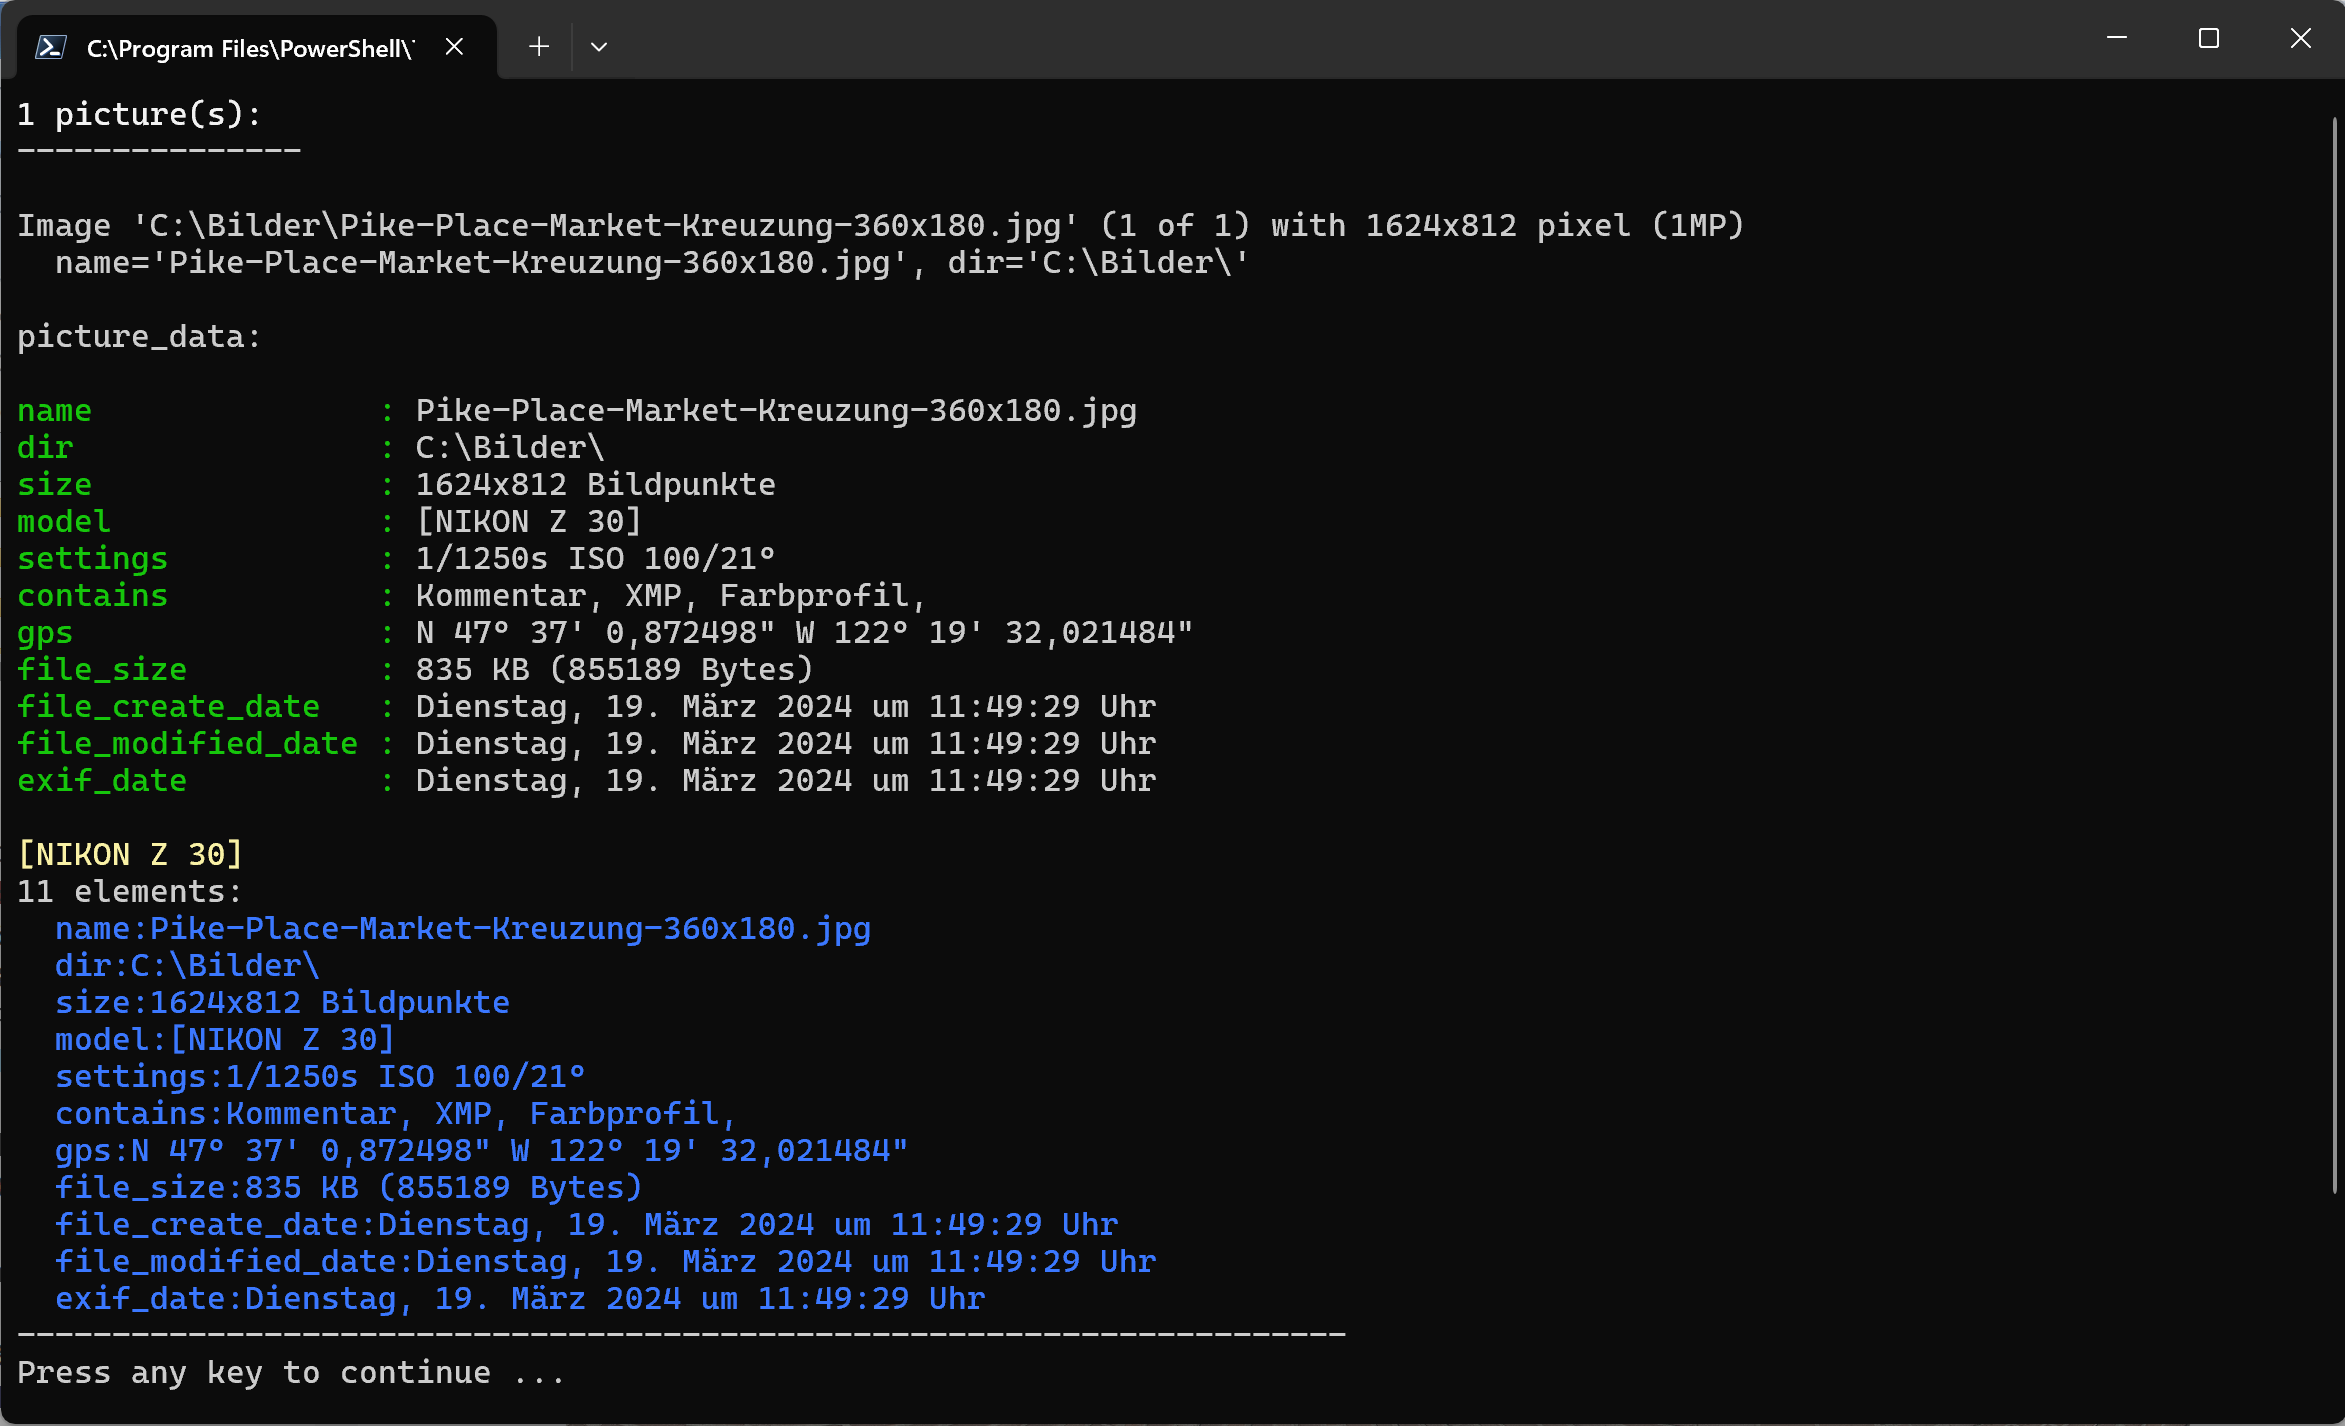 C:\Program Files\PowerShell\
1 picture(s):
---------------
Image 'C:\Bilder\Pike-Place-Market-Kreuzung-360x180.jpg' (1 of 1) with 1624x812 pixel (1MP)
  name='Pike-Place-Market-Kreuzung-360x180.jpg', dir='C:\Bilder\'
picture_data:
name               : Pike-Place-Market-Kreuzung-360x180.jpg
dir                : C:\Bilder\
size               : 1624x812 Bildpunkte
model              : [NIKON Z 30]
settings           : 1/1250s ISO 100/21°
contains           : Kommentar, XMP, Farbprofil,
gps                : N 47° 37' 0,872498" W 122° 19' 32,021484"
file_size          : 835 KB (855189 Bytes)
file_create_date   : Dienstag, 19. März 2024 um 11:49:29 Uhr
file_modified_date : Dienstag, 19. März 2024 um 11:49:29 Uhr
exif_date          : Dienstag, 19. März 2024 um 11:49:29 Uhr
[NIKON Z 30]
11 elements:
  name:Pike-Place-Market-Kreuzung-360x180.jpg
  dir:C:\Bilder\
  size:1624x812 Bildpunkte
  model:[NIKON Z 30]
  settings:1/1250s ISO 100/21°
  contains:Kommentar, XMP, Farbprofil,
  gps:N 47° 37' 0,872498" W 122° 19' 32,021484"
  file_size:835 KB (855189 Bytes)
  file_create_date:Dienstag, 19. März 2024 um 11:49:29 Uhr
  file_modified_date:Dienstag, 19. März 2024 um 11:49:29 Uhr
  exif_date:Dienstag, 19. März 2024 um 11:49:29 Uhr
----------------------------------------------------------------------
Press any key to continue ...